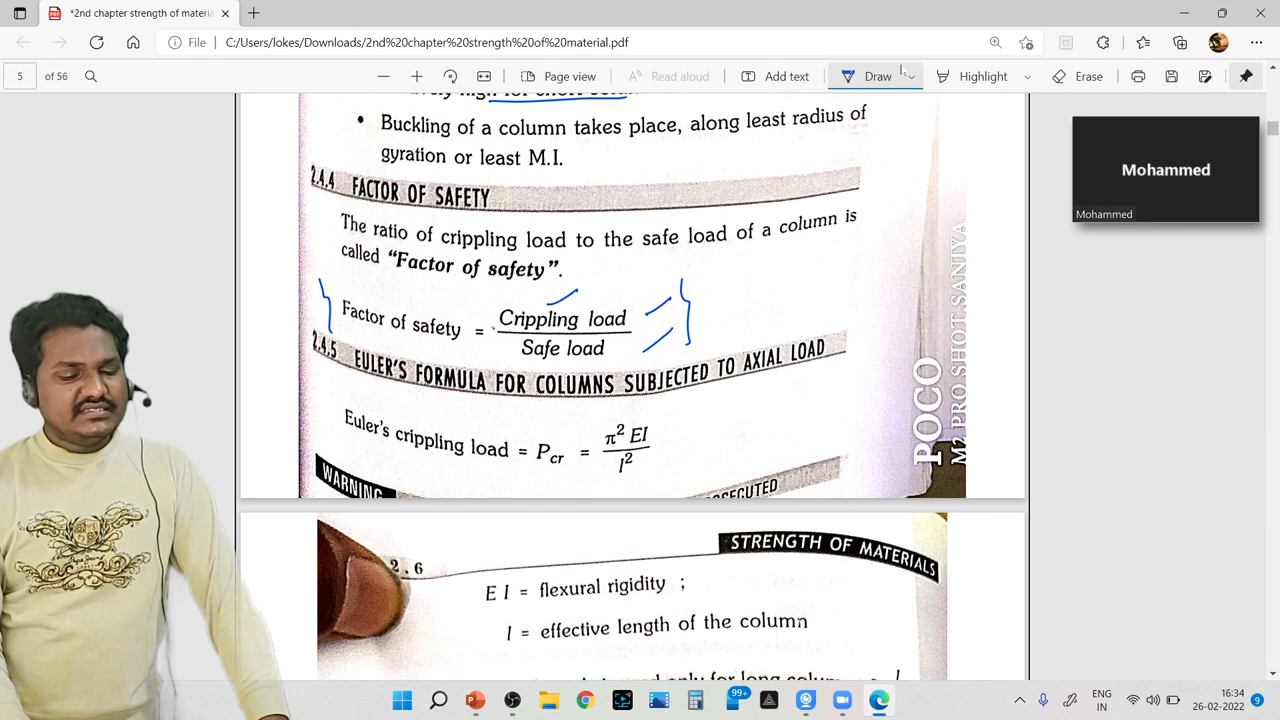 *2nd chapter strength of materia
File
C:/Users/lokes/Downloads/2nd%20chapter%20strength%20of%20material.pdf
5 of 56
Page view
Read aloud
Add text
Draw
Highlight
Erase
• Buckling of a column takes place, along least radius of
gyration or least M.I.
2.4.4 FACTOR OF SAFETY
The ratio of crippling load to the safe load of a column is
called "Factor of safety".
Factor of safety = Crippling load
Safe load
2.4.5 EULER'S FORMULA FOR COLUMNS SUBJECTED TO AXIAL LOAD
Euler's crippling load = Pcr = π² EI
l²
WARNING
POCO
M2 PRO SHOT SANIYA
Mohammed
Mohammed
2.6
STRENGTH OF MATERIALS
E I = flexural rigidity ;
l = effective length of the column
99+
ENG
IN
16:34
26-02-2022
9